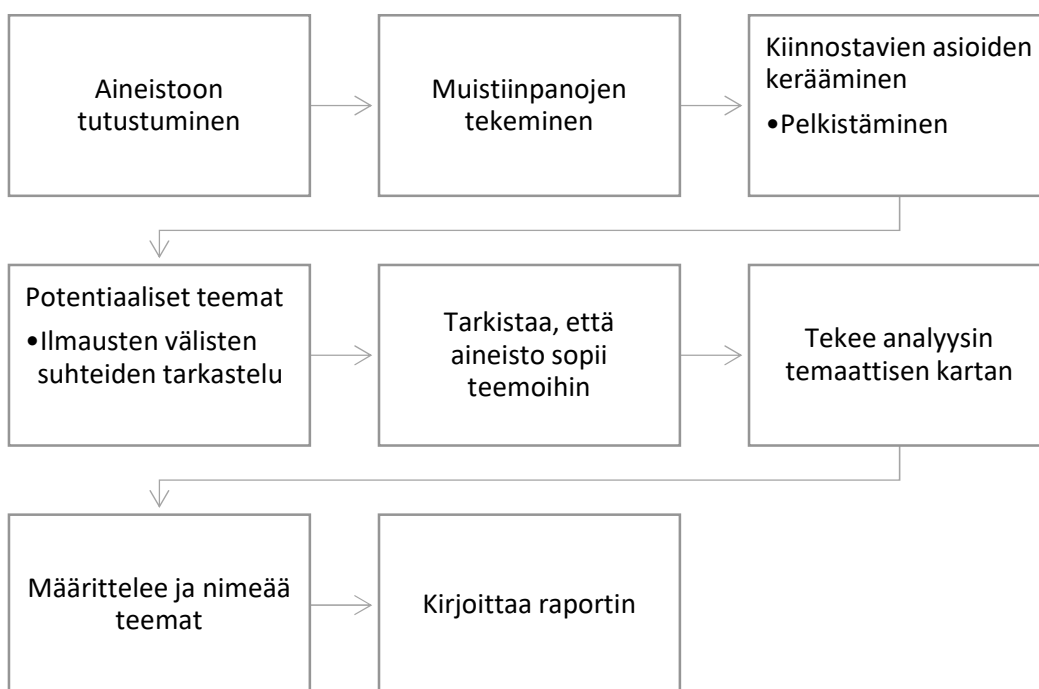 Aineistoon
tutustuminen
Muistiinpanojen
tekeminen
Kiinnostavien asioiden
kerääminen
•Pelkistäminen
Potentiaaliset teemat
•Ilmausten välisten
suhteiden tarkastelu
Tarkistaa, että
aineisto sopii
teemoihin
Tekee analyysin
temaattisen kartan
Määrittelee ja nimeää
teemat
Kirjoittaa raportin